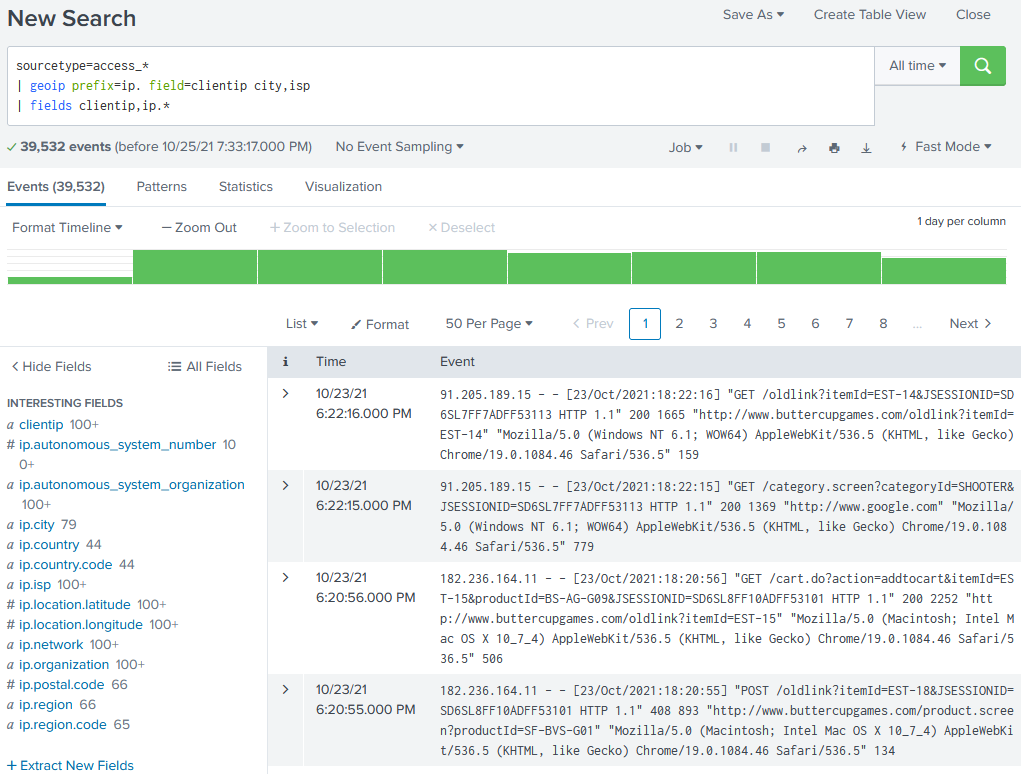 New Search
Save As ▾ Create Table View Close
sourcetype=access_*
| geoip prefix=ip. field=clientip city,isp
| fields clientip,ip.*
All time ▾
✓ 39,532 events (before 10/25/21 7:33:17.000 PM) No Event Sampling ▾
Job ▾ Fast Mode ▾
Events (39,532) Patterns Statistics Visualization
Format Timeline ▾ — Zoom Out + Zoom to Selection × Deselect
1 day per column
List ▾ Format 50 Per Page ▾ < Prev 1 2 3 4 5 6 7 8 ... Next >
< Hide Fields All Fields
INTERESTING FIELDS
a clientip 100+
# ip.autonomous_system_number 10
0+
a ip.autonomous_system_organization
100+
a ip.city 79
a ip.country 44
a ip.country.code 44
a ip.isp 100+
# ip.location.latitude 100+
# ip.location.longitude 100+
a ip.network 100+
a ip.organization 100+
# ip.postal.code 66
a ip.region 66
a ip.region.code 65
+ Extract New Fields
i Time Event
> 10/23/21
6:22:16.000 PM
91.205.189.15 - - [23/Oct/2021:18:22:16] "GET /oldlink?itemId=EST-14&JSESSIONID=SD
6SL7FF7ADFF53113 HTTP 1.1" 200 1665 "http://www.buttercupgames.com/oldlink?itemId=
EST-14" "Mozilla/5.0 (Windows NT 6.1; WOW64) AppleWebKit/536.5 (KHTML, like Gecko)
Chrome/19.0.1084.46 Safari/536.5" 159
> 10/23/21
6:22:15.000 PM
91.205.189.15 - - [23/Oct/2021:18:22:15] "GET /category.screen?categoryId=SHOOTER&
JSESSIONID=SD6SL7FF7ADFF53113 HTTP 1.1" 200 1369 "http://www.google.com" "Mozilla/
5.0 (Windows NT 6.1; WOW64) AppleWebKit/536.5 (KHTML, like Gecko) Chrome/19.0.108
4.46 Safari/536.5" 779
> 10/23/21
6:20:56.000 PM
182.236.164.11 - - [23/Oct/2021:18:20:56] "GET /cart.do?action=addtocart&itemId=ES
T-15&productId=BS-AG-G09&JSESSIONID=SD6SL8FF10ADFF53101 HTTP 1.1" 200 2252 "htt
p://www.buttercupgames.com/oldlink?itemId=EST-15" "Mozilla/5.0 (Macintosh; Intel M
ac OS X 10_7_4) AppleWebKit/536.5 (KHTML, like Gecko) Chrome/19.0.1084.46 Safari/5
36.5" 506
> 10/23/21
6:20:55.000 PM
182.236.164.11 - - [23/Oct/2021:18:20:55] "POST /oldlink?itemId=EST-18&JSESSIONID=
SD6SL8FF10ADFF53101 HTTP 1.1" 408 893 "http://www.buttercupgames.com/product.scree
n?productId=SF-BVS-G01" "Mozilla/5.0 (Macintosh; Intel Mac OS X 10_7_4) AppleWebKi
t/536.5 (KHTML, like Gecko) Chrome/19.0.1084.46 Safari/536.5" 134